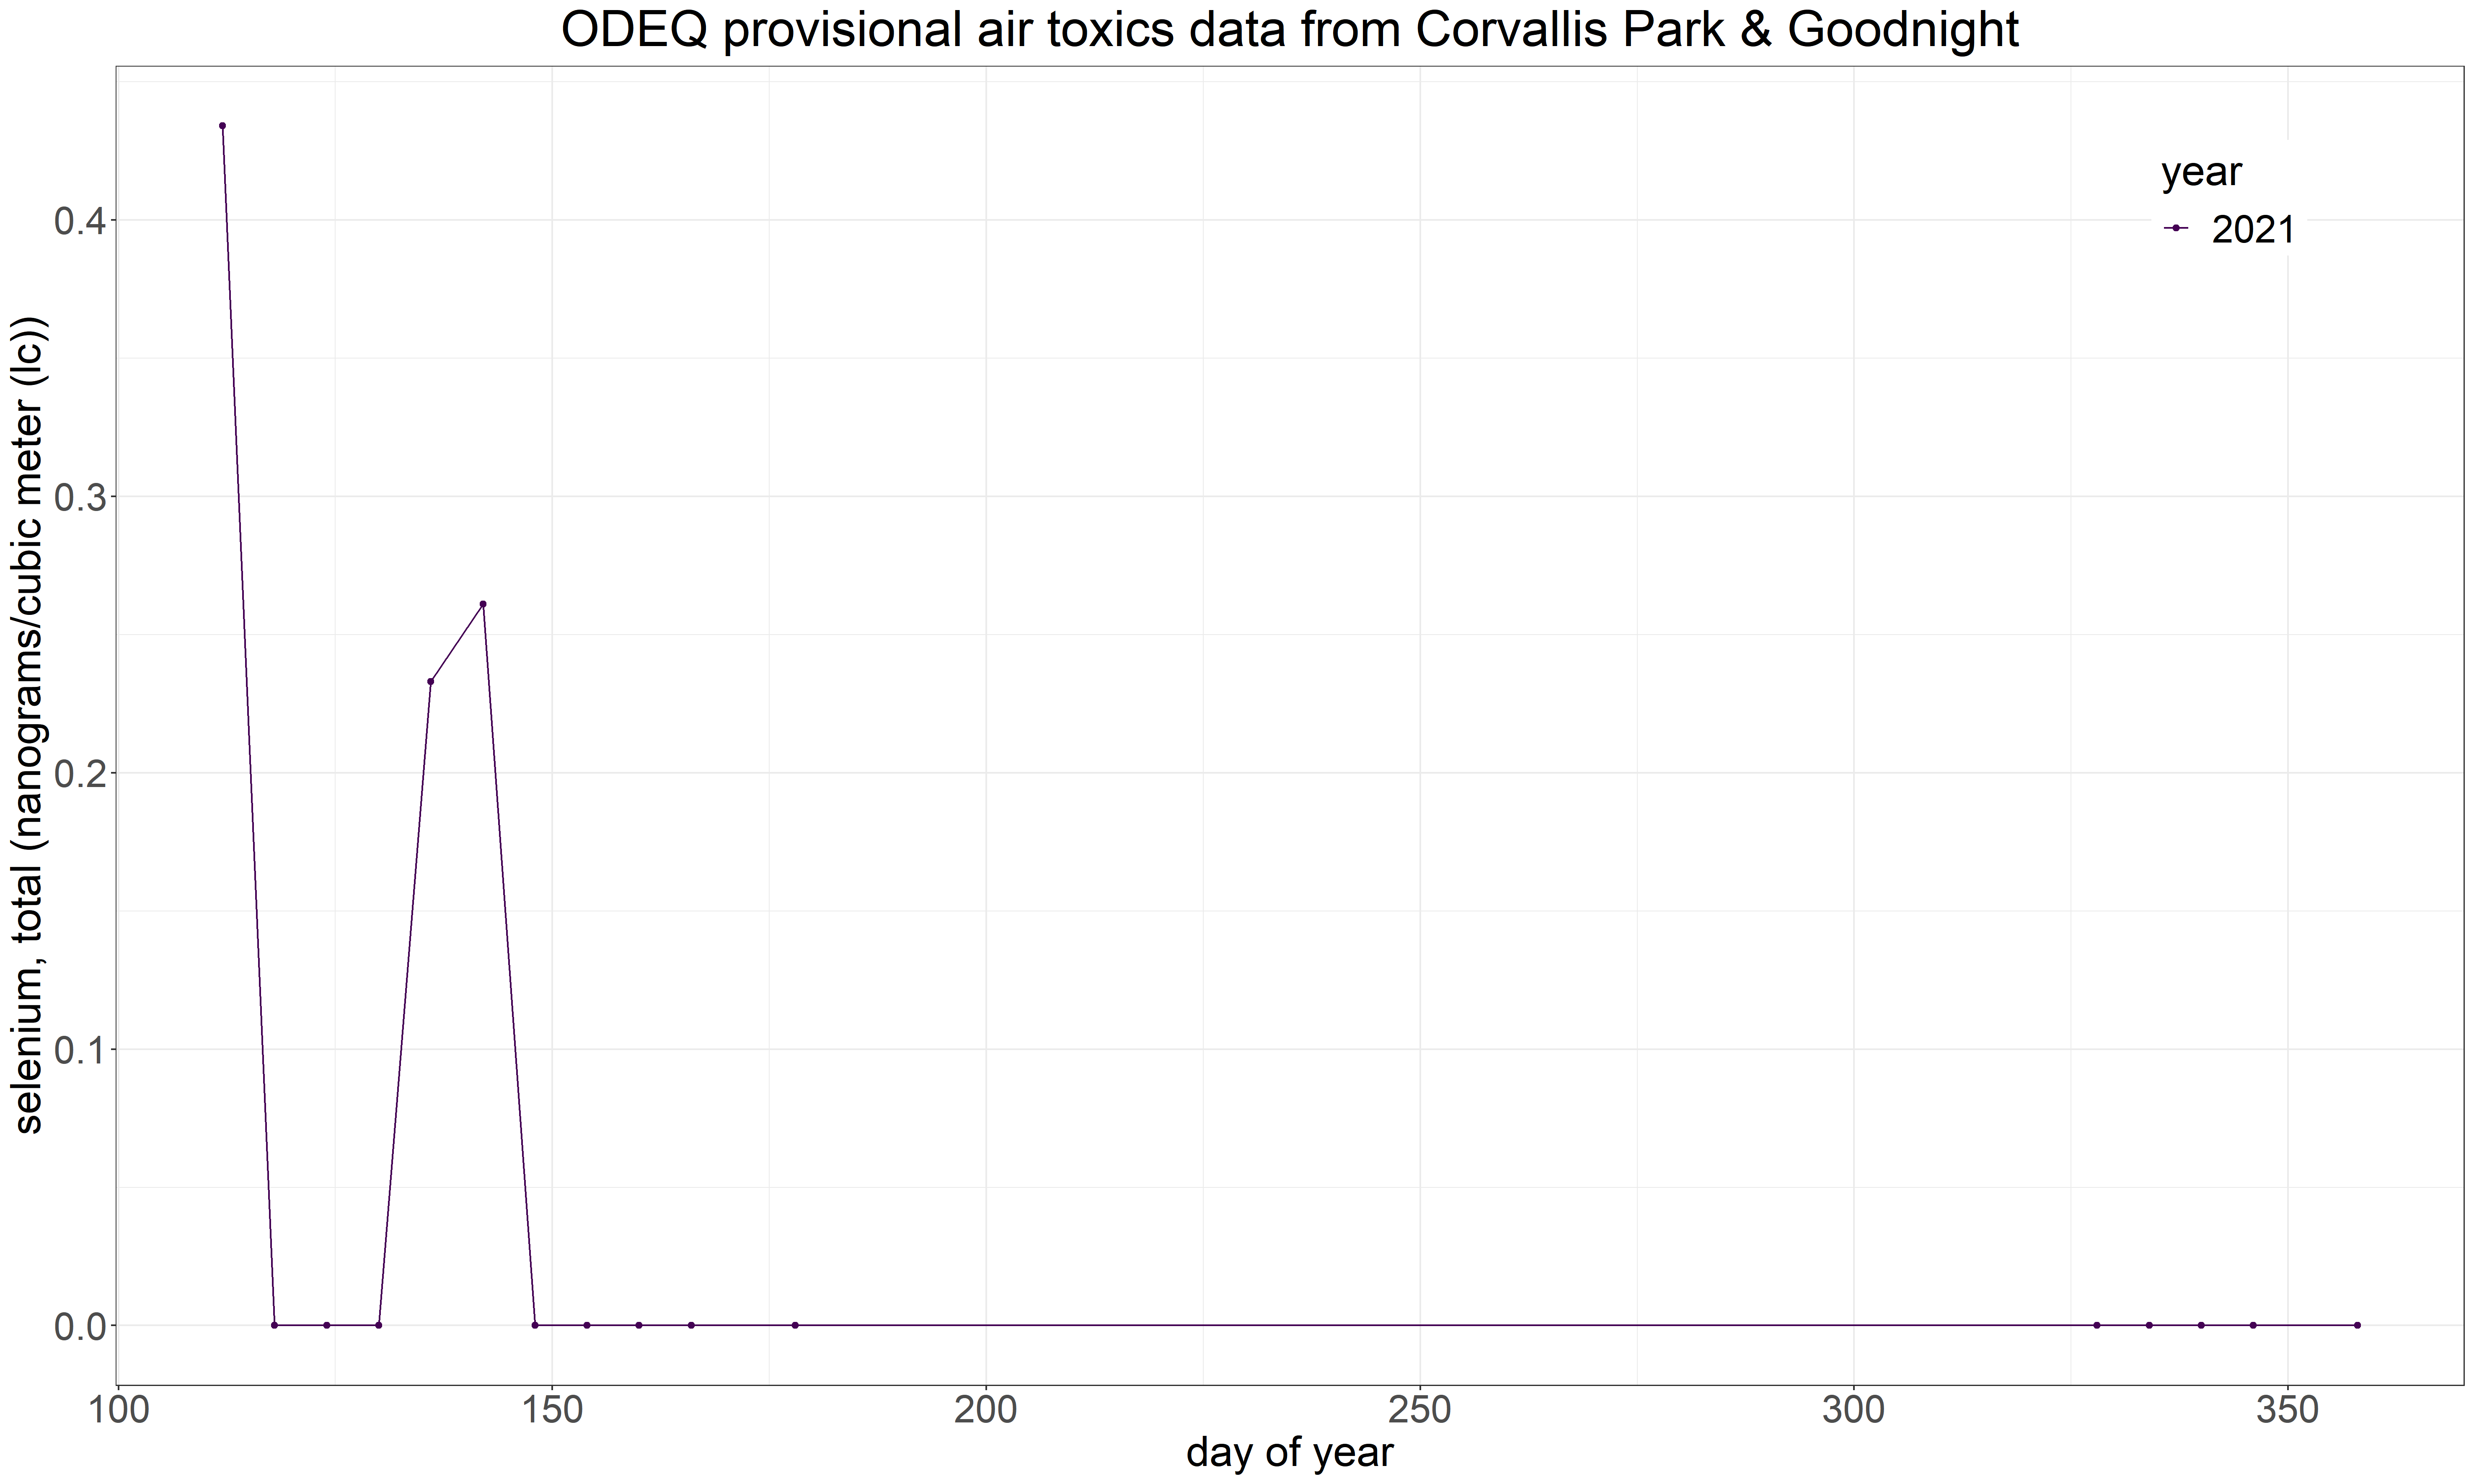 ODEQ provisional air toxics data from Corvallis Park & Goodnight
selenium, total (nanograms/cubic meter (lc))
0.4
0.3
0.2
0.1
0.0
year
2021
100 150 200 250 300 350
day of year